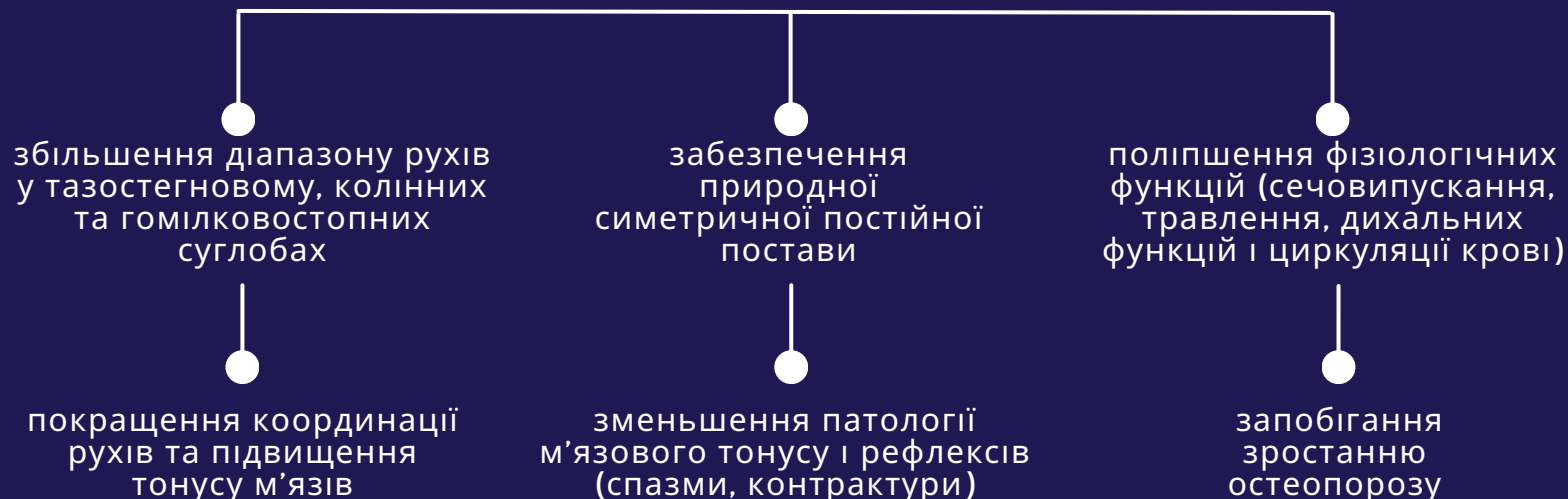 збільшення діапазону рухів
у тазостегновому, колінних
та гомілковостопних
суглобах
забезпечення
природної
симетричної постійної
постави
поліпшення фізіологічних
функцій (сечовипускання,
травлення, дихальних
функцій і циркуляції крові)
покращення координації
рухів та підвищення
тонусу м’язів
зменьшення патології
м’язового тонусу і рефлексів
(спазми, контрактури)
запобігання
зростанню
остеопорозу